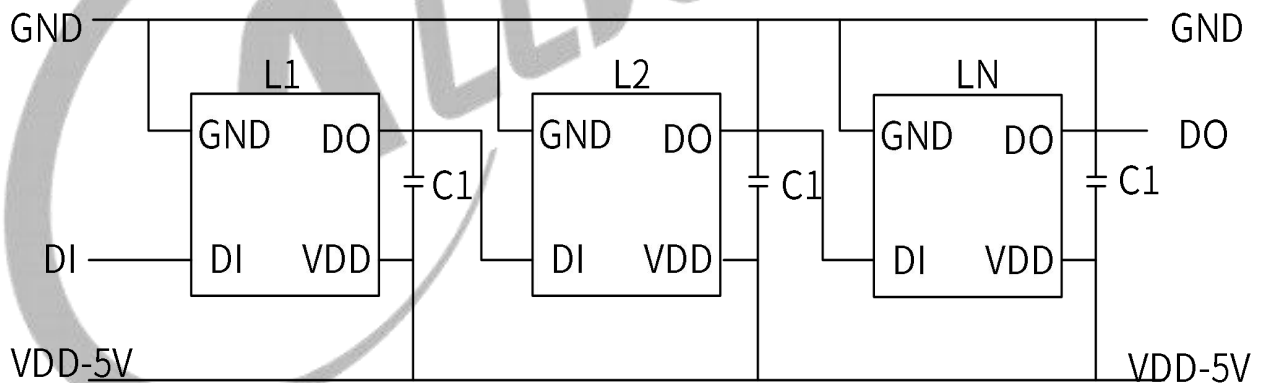 GND GND
L1 L2 LN
GND DO GND DO GND DO DO
C1 C1 C1
DI DI VDD DI VDD DI VDD
VDD-5V VDD-5V